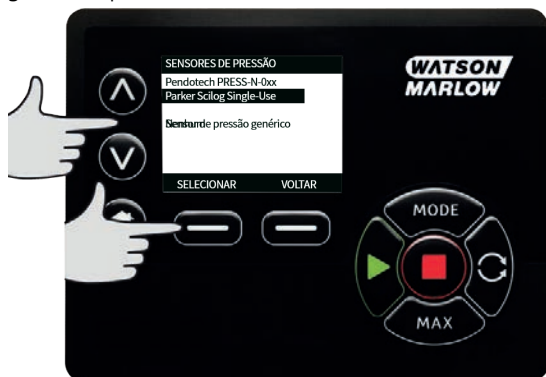 SENSORES DE PRESSÃO
Pendotech PRESS-N-0xx
Parker Scilog Single-Use
de pressão genérico
SELECIONAR VOLTAR
WATSON
MARLOW
MODE
MAX